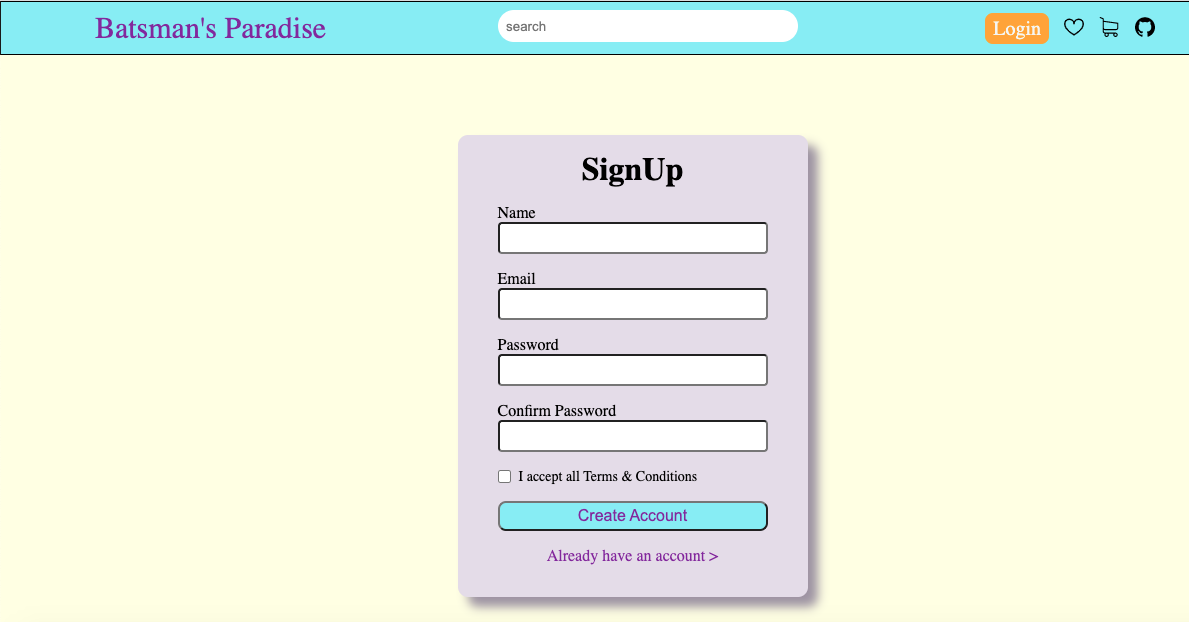 Batsman's Paradise
search
Login
SignUp
Name
Email
Password
Confirm Password
I accept all Terms & Conditions
Create Account
Already have an account >